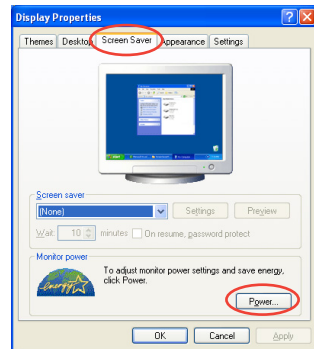 Display Properties
Themes Desktop Screen Saver Appearance Settings
Screen saver
(None) Settings Preview
Wait: 10 minutes On resume, password protect
Monitor power
To adjust monitor power settings and save energy,
click Power.
energy
Power...
OK Cancel Apply